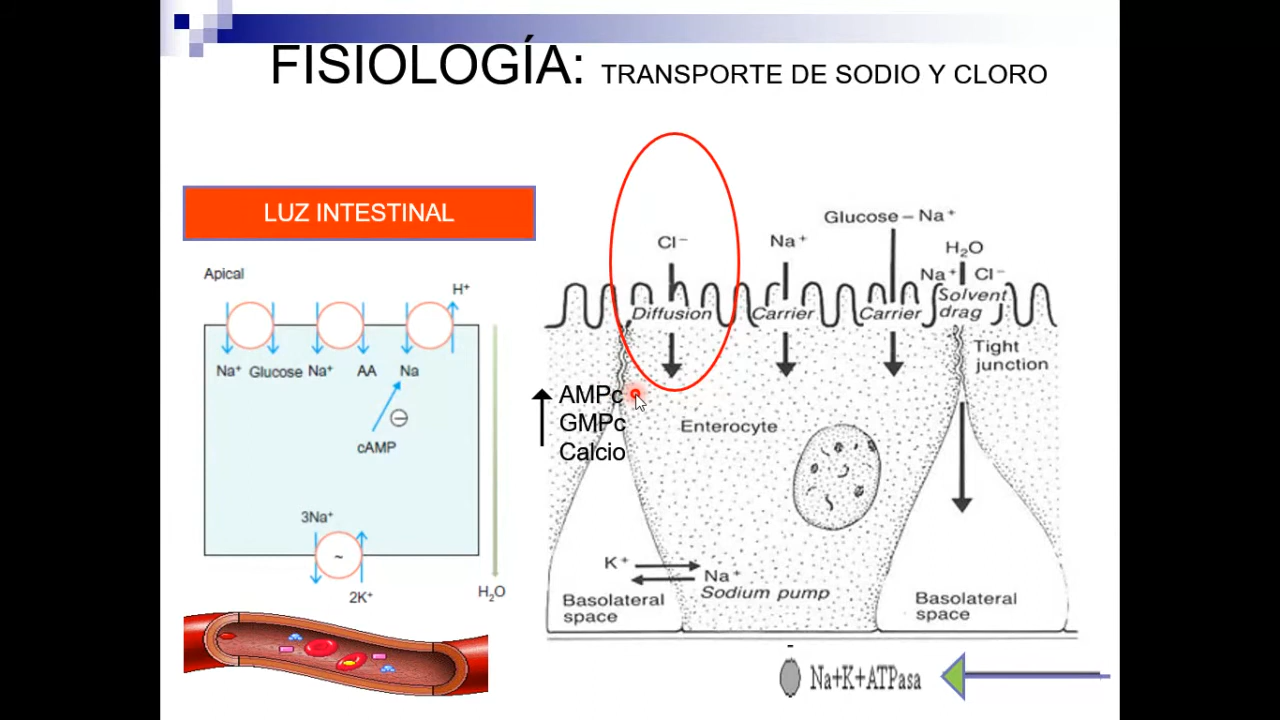 FISIOLOGÍA: TRANSPORTE DE SODIO Y CLORO
LUZ INTESTINAL
Apical
H⁺
Na⁺ Glucose Na⁺ AA Na
cAMP
3Na⁺
~
2K⁺
H₂O
Cl⁻
Na⁺
Glucose – Na⁺
H₂O
Na⁺ Cl⁻
Diffusion
Carrier
Carrier
Solvent
drag
Tight
junction
AMPc
GMPc
Calcio
Enterocyte
K⁺
Na⁺
Sodium pump
Basolateral
space
Basolateral
space
Na+K+ATPasa